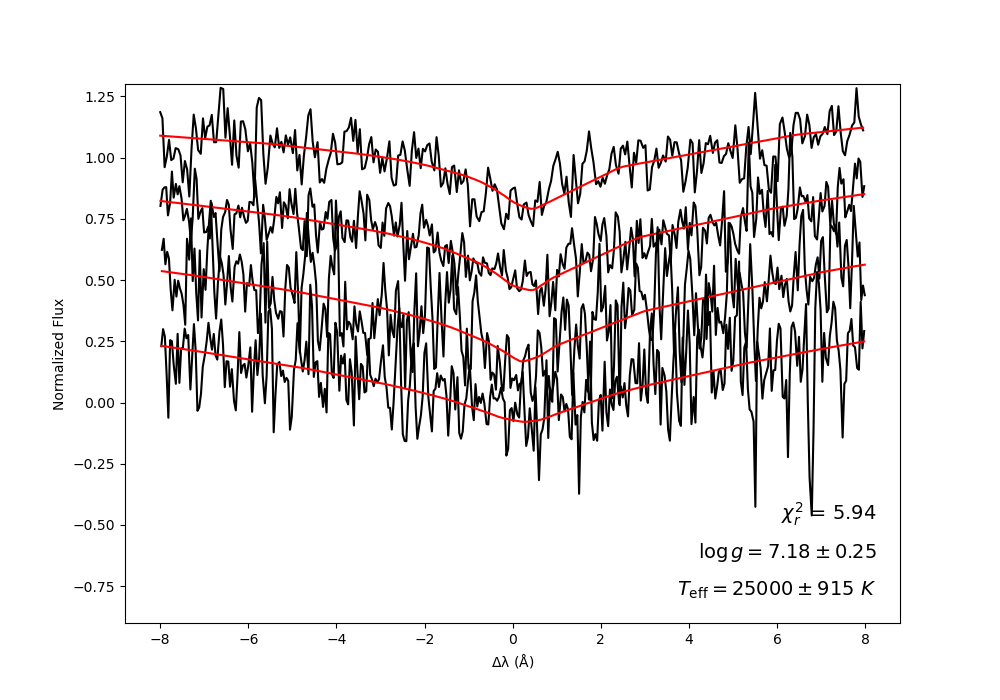 1.25
1.00
0.75
0.50
0.25
0.00
−0.25
−0.50
−0.75
Normalized Flux
−8 −6 −4 −2 0 2 4 6 8
Δλ (Å)
χ²ᵣ = 5.94
log g = 7.18 ± 0.25
T_eff = 25000 ± 915 K